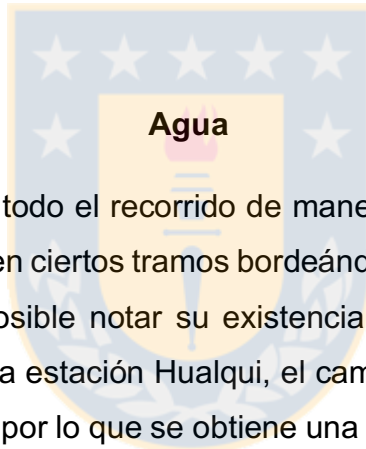 Agua
todo el recorrido de mane
en ciertos tramos bordeánd
osible notar su existencia
a estación Hualqui, el cam
por lo que se obtiene una